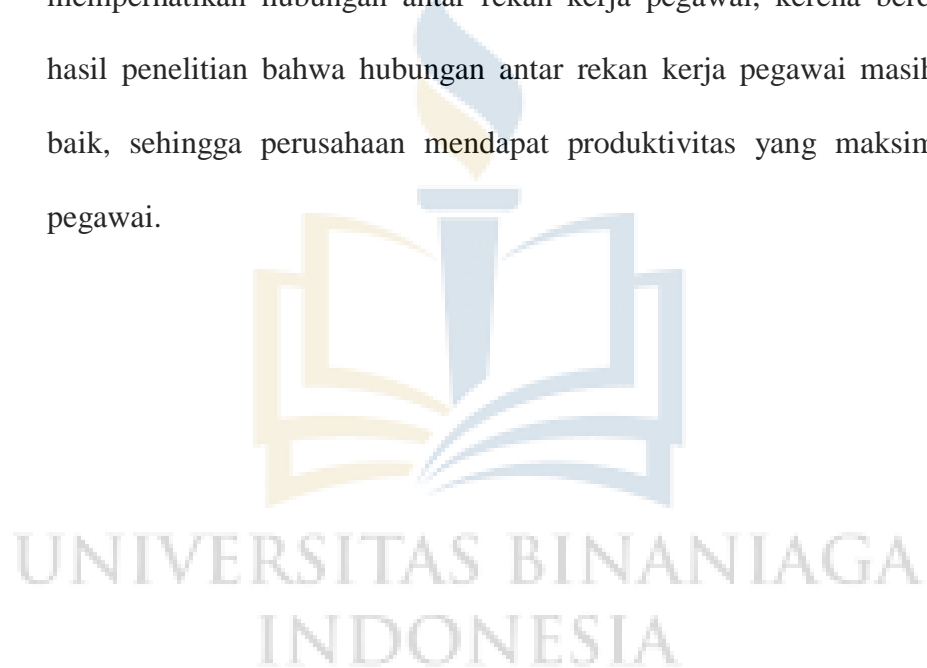 memperhatikan hubungan antar rekan kerja pegawai, kerena
hasil penelitian bahwa hubungan antar rekan kerja pegawai
baik, sehingga perusahaan mendapat produktivitas yang
pegawai.
UNIVERSITAS BINANIAGA
INDONESIA